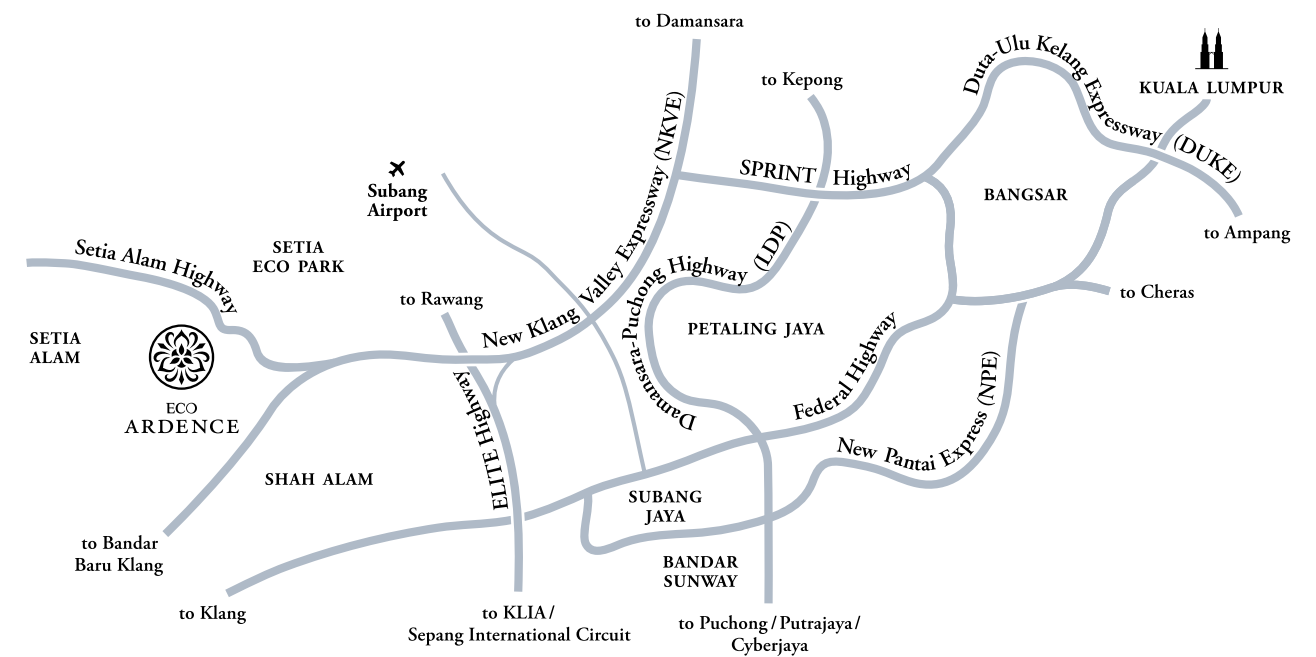 to Damansara
to Kepong
Duta-Ulu Kelang Expressway (DUKE)
KUALA LUMPUR
SPRINT Highway
BANGSAR
to Ampang
Subang
Airport
New Klang Valley Expressway (NKVE)
Setia Alam Highway
SETIA
ECO PARK
to Rawang
Damansara-Puchong Highway (LDP)
to Cheras
SETIA
ALAM
PETALING JAYA
ECO
ARDENCE
Federal Highway
ELITE Highway
New Pantai Express (NPE)
SHAH ALAM
SUBANG
JAYA
to Bandar
Baru Klang
BANDAR
SUNWAY
to Klang
to KLIA/
Sepang International Circuit
to Puchong/Putrajaya/
Cyberjaya